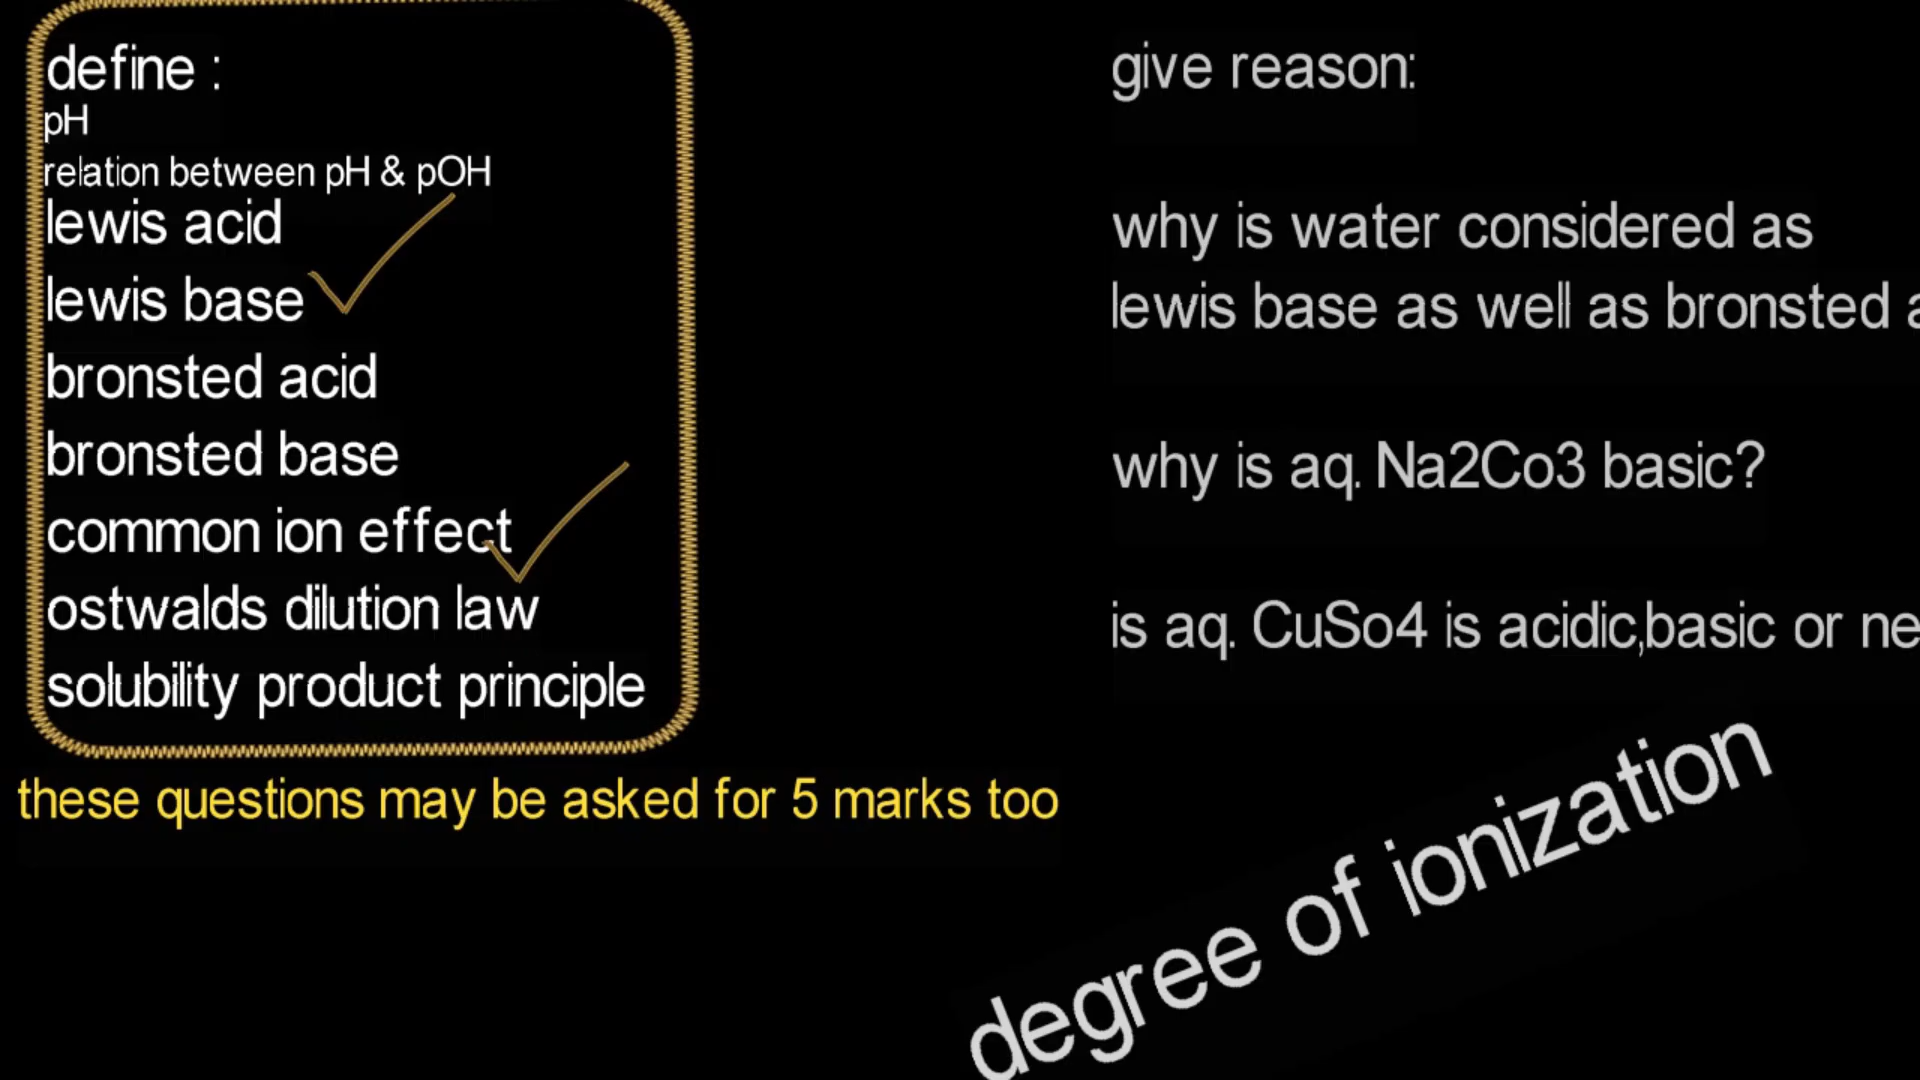 define :
pH
relation between pH & pOH
lewis acid
lewis base
bronsted acid
bronsted base
common ion effect
ostwalds dilution law
solubility product principle
these questions may be asked for 5 marks too
give reason:
why is water considered as
lewis base as well as bronsted
why is aq. Na2Co3 basic?
is aq. CuSo4 is acidic,basic or
degree of ionization